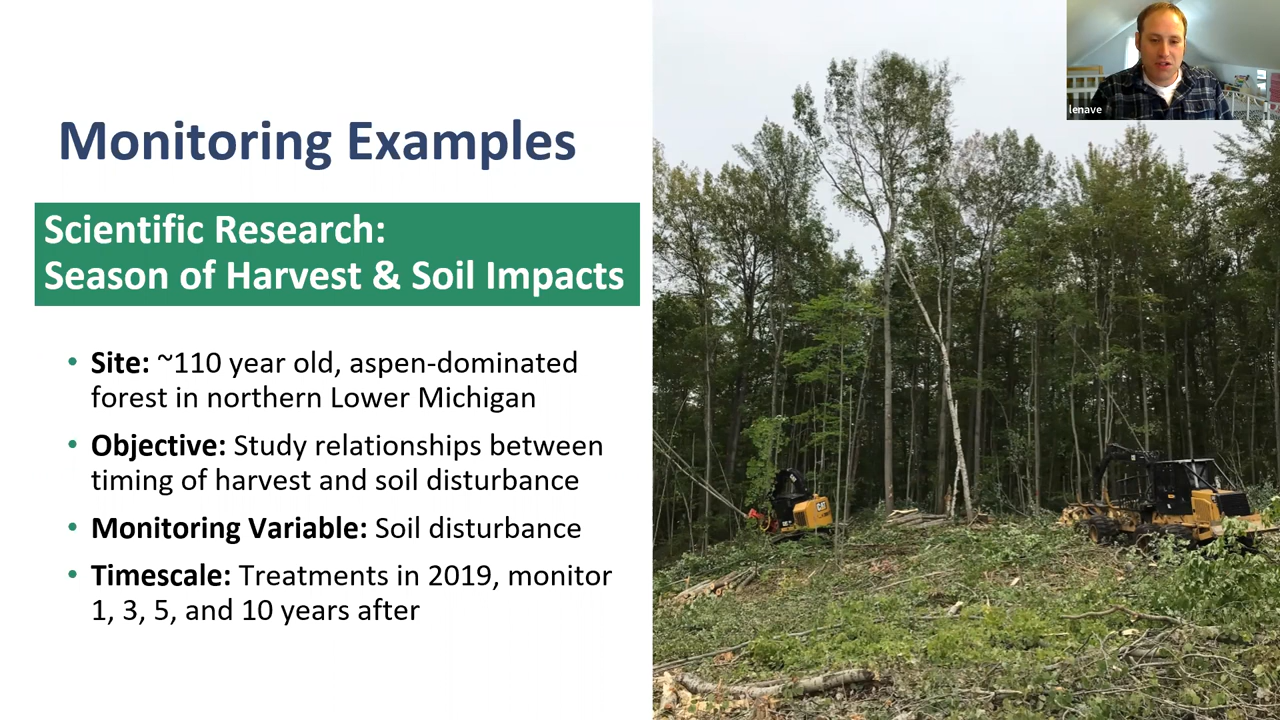 lenave
Monitoring Examples
Scientific Research:
Season of Harvest & Soil Impacts
• Site: ~110 year old, aspen-dominated
forest in northern Lower Michigan
• Objective: Study relationships between
timing of harvest and soil disturbance
• Monitoring Variable: Soil disturbance
• Timescale: Treatments in 2019, monitor
1, 3, 5, and 10 years after
CAT